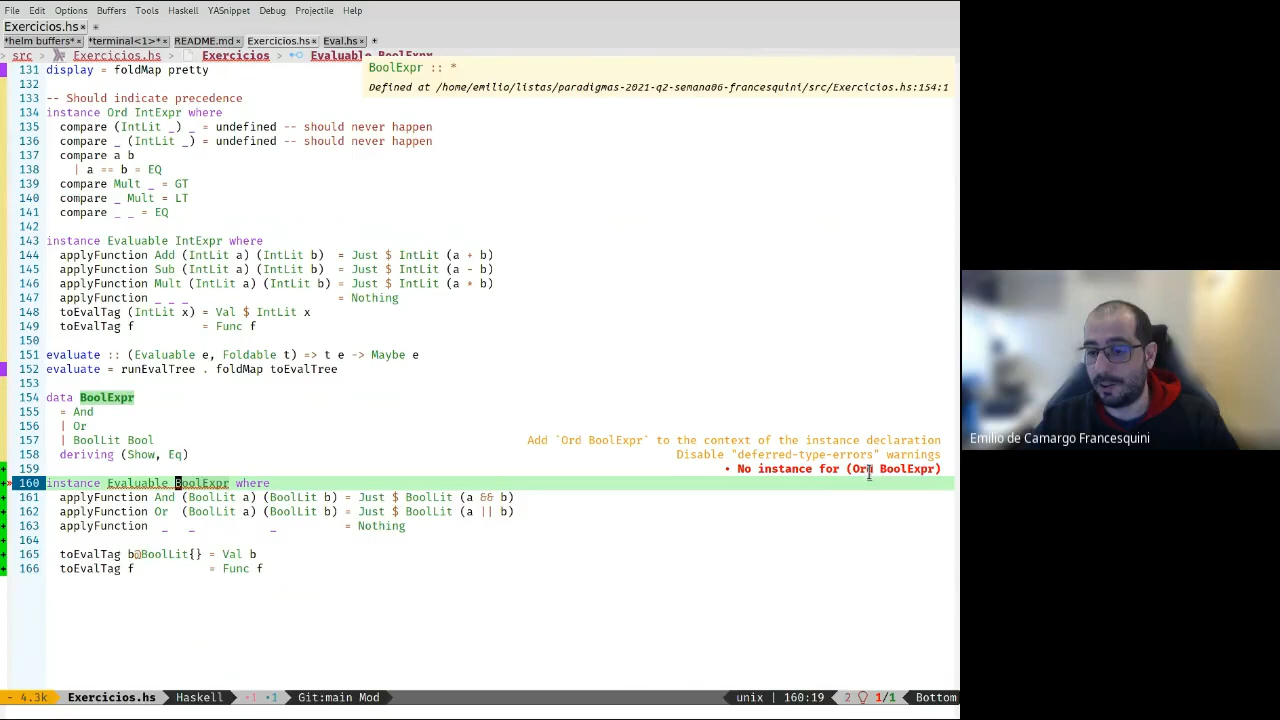 File Edit Options Buffers Tools Haskell YASnippet Debug Projectile Help
Exercicios.hs× +
*helm buffers*× *terminal<1>*× README.md× Exercicios.hs× Eval.hs× +
> src > Exercicios.hs > Exercicios > Evaluable BoolExpr
BoolExpr :: *
Defined at /home/emilio/listas/paradigmas-2021-q2-semana06-francesquini/src/Exercicios.hs:154:1
131 display = foldMap pretty
132
133 -- Should indicate precedence
134 instance Ord IntExpr where
135 compare (IntLit _) _ = undefined -- should never happen
136 compare _ (IntLit _) = undefined -- should never happen
137 compare a b
138 | a == b = EQ
139 compare Mult _ = GT
140 compare _ Mult = LT
141 compare _ _ = EQ
142
143 instance Evaluable IntExpr where
144 applyFunction Add (IntLit a) (IntLit b) = Just $ IntLit (a + b)
145 applyFunction Sub (IntLit a) (IntLit b) = Just $ IntLit (a - b)
146 applyFunction Mult (IntLit a) (IntLit b) = Just $ IntLit (a * b)
147 applyFunction _ _ _ = Nothing
148 toEvalTag (IntLit x) = Val $ IntLit x
149 toEvalTag f = Func f
150
151 evaluate :: (Evaluable e, Foldable t) => t e -> Maybe e
152 evaluate = runEvalTree . foldMap toEvalTree
153
154 data BoolExpr
155 = And
156 | Or
157 | BoolLit Bool Add `Ord BoolExpr` to the context of the instance declaration
158 deriving (Show, Eq) Disable "deferred-type-errors" warnings
159 • No instance for (Ord BoolExpr)
160 instance Evaluable BoolExpr where
161 applyFunction And (BoolLit a) (BoolLit b) = Just $ BoolLit (a && b)
162 applyFunction Or (BoolLit a) (BoolLit b) = Just $ BoolLit (a || b)
163 applyFunction _ _ _ = Nothing
164
165 toEvalTag b@BoolLit{} = Val b
166 toEvalTag f = Func f
Emilio de Camargo Francesquini
- 4.3k Exercicios.hs Haskell •1 •1 Git:main Mod unix | 160:19 2 1/1 Bottom